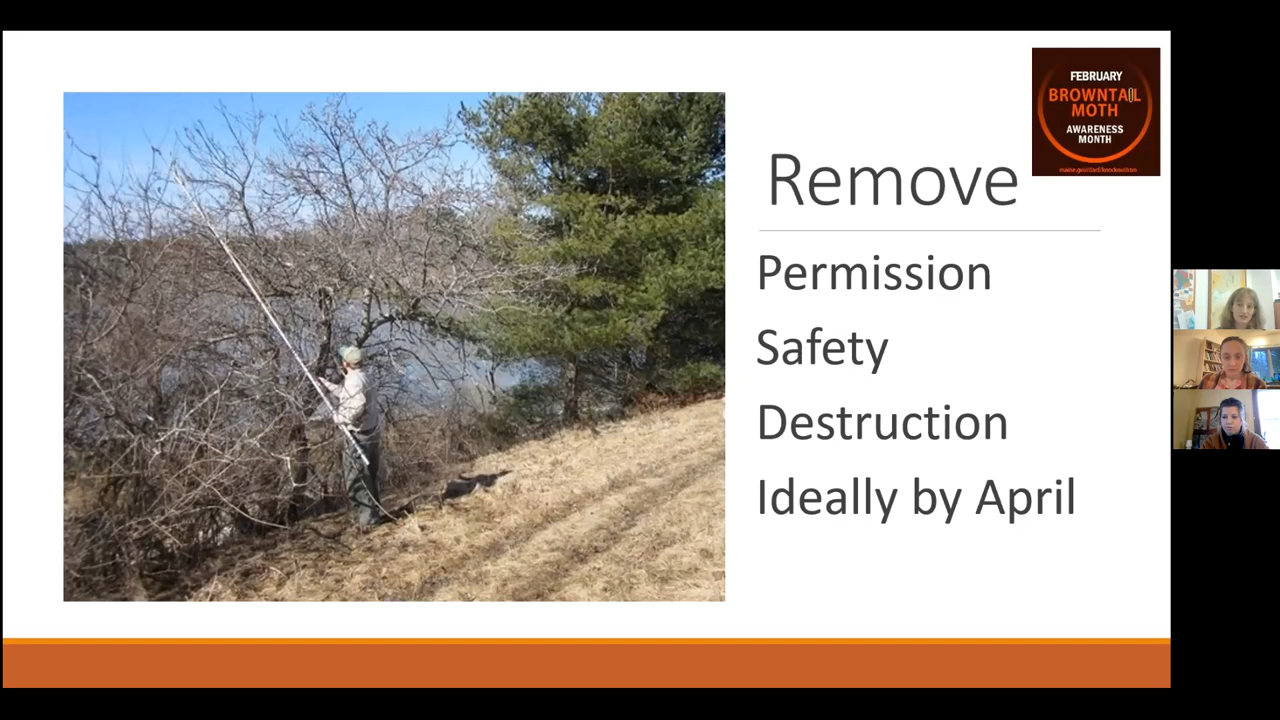 FEBRUARY
BROWNTAIL
MOTH
AWARENESS
MONTH
Remove
Permission
Safety
Destruction
Ideally by April